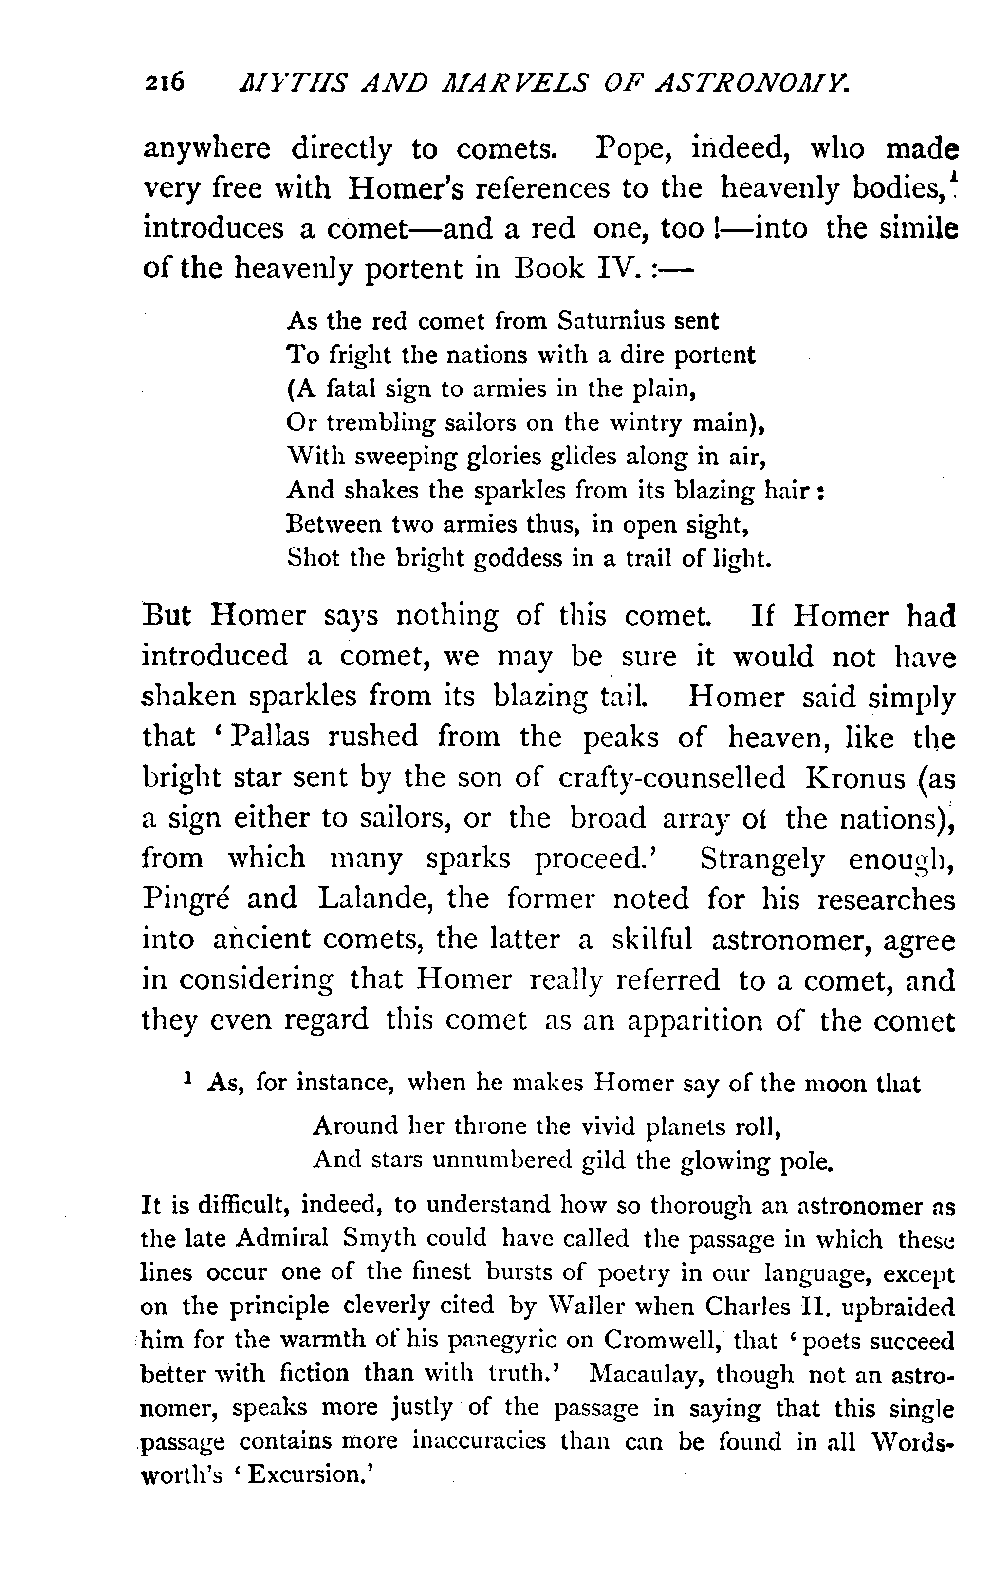 216 MYTHS AND MARVELS OF ASTRONOMY.
anywhere directly to comets. Pope, indeed, who made
very free with Homer's references to the heavenly bodies,¹
introduces a comet—and a red one, too!—into the simile
of the heavenly portent in Book IV. :—
As the red comet from Saturnius sent
To fright the nations with a dire portent
(A fatal sign to armies in the plain,
Or trembling sailors on the wintry main),
With sweeping glories glides along in air,
And shakes the sparkles from its blazing hair:
Between two armies thus, in open sight,
Shot the bright goddess in a trail of light.
But Homer says nothing of this comet. If Homer had
introduced a comet, we may be sure it would not have
shaken sparkles from its blazing tail. Homer said simply
that ‘Pallas rushed from the peaks of heaven, like the
bright star sent by the son of crafty-counselled Kronus (as
a sign either to sailors, or the broad array of the nations),
from which many sparks proceed.’ Strangely enough,
Pingré and Lalande, the former noted for his researches
into ancient comets, the latter a skilful astronomer, agree
in considering that Homer really referred to a comet, and
they even regard this comet as an apparition of the comet
¹ As, for instance, when he makes Homer say of the moon that
Around her throne the vivid planets roll,
And stars unnumbered gild the glowing pole.
It is difficult, indeed, to understand how so thorough an astronomer as
the late Admiral Smyth could have called the passage in which these
lines occur one of the finest bursts of poetry in our language, except
on the principle cleverly cited by Waller when Charles II. upbraided
him for the warmth of his panegyric on Cromwell, that ‘poets succeed
better with fiction than with truth.’ Macaulay, though not an astro-
nomer, speaks more justly of the passage in saying that this single
passage contains more inaccuracies than can be found in all Words-
worth's ‘Excursion.’